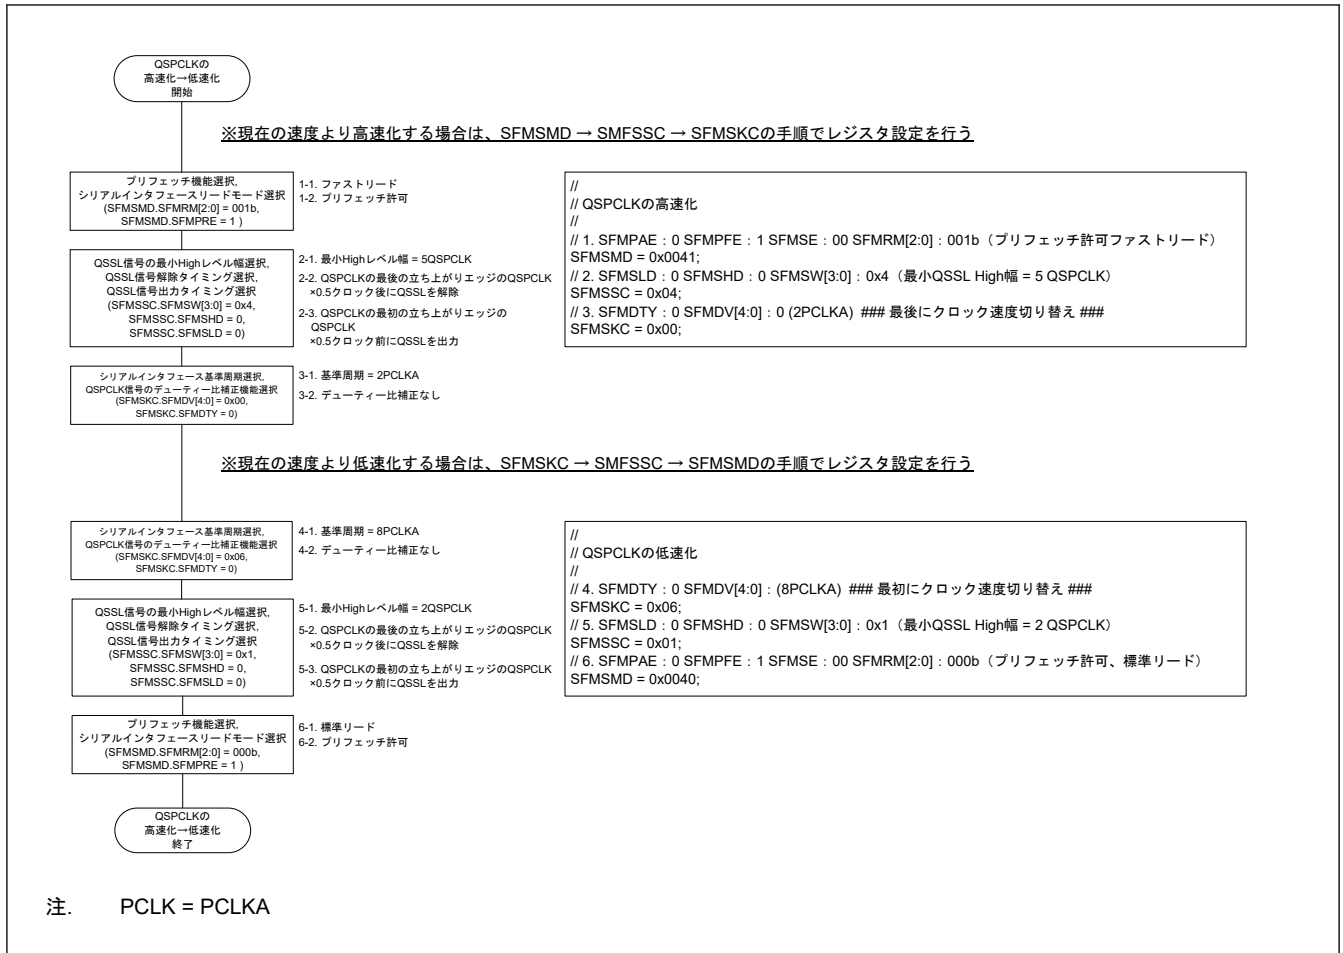 QSPCLKの
高速化→低速化
開始
※現在の速度より高速化する場合は、SFMSMD → SMFSSC → SFMSKCの手順でレジスタ設定を行う
プリフェッチ機能選択,
シリアルインタフェースリードモード選択
(SFMSMD.SFMRM[2:0] = 001b,
SFMSMD.SFMPRE = 1 )
1-1. ファストリード
1-2. プリフェッチ許可
QSSL信号の最小Highレベル幅選択,
QSSL信号解除タイミング選択,
QSSL信号出力タイミング選択
(SFMSSC.SFMSW[3:0] = 0x4,
SFMSSC.SFMSHD = 0,
SFMSSC.SFMSLD = 0)
2-1. 最小Highレベル幅 = 5QSPCLK
2-2. QSPCLKの最後の立ち上がりエッジのQSPCLK
×0.5クロック後にQSSLを解除
2-3. QSPCLKの最初の立ち上がりエッジの
QSPCLK
×0.5クロック前にQSSLを出力
シリアルインタフェース基準周期選択,
QSPCLK信号のデューティー比補正機能選択
(SFMSKC.SFMDV[4:0] = 0x00,
SFMSKC.SFMDTY = 0)
3-1. 基準周期 = 2PCLKA
3-2. デューティー比補正なし
//
// QSPCLKの高速化
//
// 1. SFMPAE：0 SFMPFE：1 SFMSE：00 SFMRM[2:0]：001b（プリフェッチ許可ファストリード）
SFMSMD = 0x0041;
// 2. SFMSLD：0 SFMSHD：0 SFMSW[3:0]：0x4（最小QSSL High幅 = 5 QSPCLK）
SFMSSC = 0x04;
// 3. SFMDTY：0 SFMDV[4:0]：0 (2PCLKA) ### 最後にクロック速度切り替え ###
SFMSKC = 0x00;
※現在の速度より低速化する場合は、SFMSKC → SMFSSC → SFMSMDの手順でレジスタ設定を行う
シリアルインタフェース基準周期選択,
QSPCLK信号のデューティー比補正機能選択
(SFMSKC.SFMDV[4:0] = 0x06,
SFMSKC.SFMDTY = 0)
4-1. 基準周期 = 8PCLKA
4-2. デューティー比補正なし
QSSL信号の最小Highレベル幅選択,
QSSL信号解除タイミング選択,
QSSL信号出力タイミング選択
(SFMSSC.SFMSW[3:0] = 0x1,
SFMSSC.SFMSHD = 0,
SFMSSC.SFMSLD = 0)
5-1. 最小Highレベル幅 = 2QSPCLK
5-2. QSPCLKの最後の立ち上がりエッジのQSPCLK
×0.5クロック後にQSSLを解除
5-3. QSPCLKの最初の立ち上がりエッジのQSPCLK
×0.5クロック前にQSSLを出力
プリフェッチ機能選択,
シリアルインタフェースリードモード選択
(SFMSMD.SFMRM[2:0] = 000b,
SFMSMD.SFMPRE = 1 )
6-1. 標準リード
6-2. プリフェッチ許可
//
// QSPCLKの低速化
//
// 4. SFMDTY：0 SFMDV[4:0]：(8PCLKA) ### 最初にクロック速度切り替え ###
SFMSKC = 0x06;
// 5. SFMSLD：0 SFMSHD：0 SFMSW[3:0]：0x1（最小QSSL High幅 = 2 QSPCLK）
SFMSSC = 0x01;
// 6. SFMPAE：0 SFMPFE：1 SFMSE：00 SFMRM[2:0]：000b（プリフェッチ許可、標準リード）
SFMSMD = 0x0040;
QSPCLKの
高速化→低速化
終了
注. PCLK = PCLKA